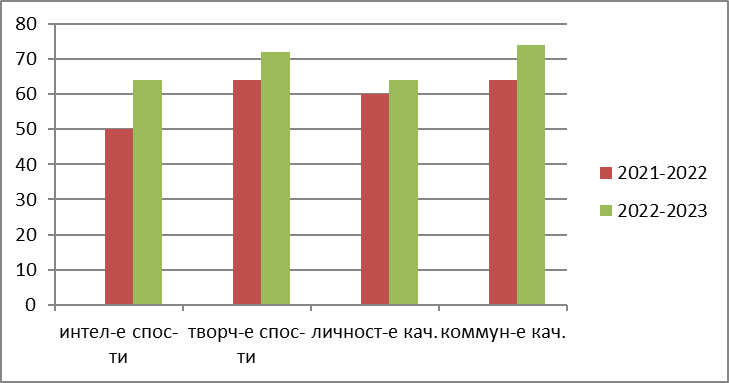 80
70
60
50
40
30
20
10
0
интел-е спос-
ти
творч-е спос-
ти
личност-е кач.
коммун-е кач.
2021-2022
2022-2023